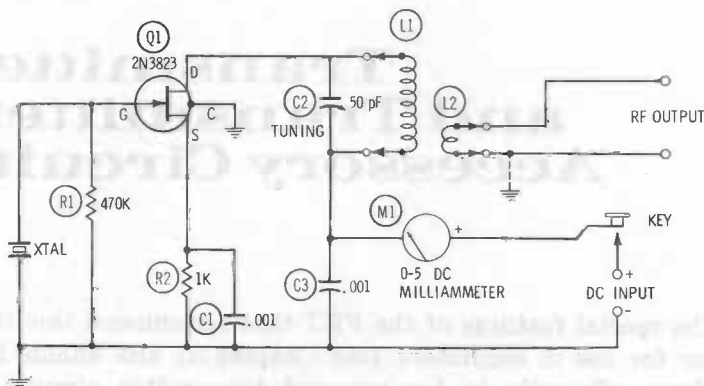 Q1
2N3823
D
G
C
S
C2
50 pF
TUNING
L1
L2
RF OUTPUT
R1
470K
XTAL
R2
1K
C1
.001
C3
.001
M1
+
0-5 DC
MILLIAMMETER
KEY
+
DC INPUT
-